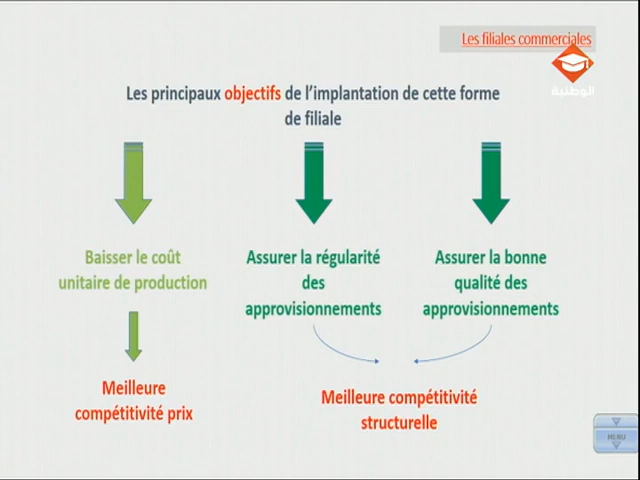 Les filiales commerciales
الوطنية
Les principaux objectifs de l'implantation de cette forme
de filiale
Baisser le coût
unitaire de production
Assurer la régularité
des
approvisionnements
Assurer la bonne
qualité des
approvisionnements
Meilleure
compétitivité prix
Meilleure compétitivité
structurelle
MENU